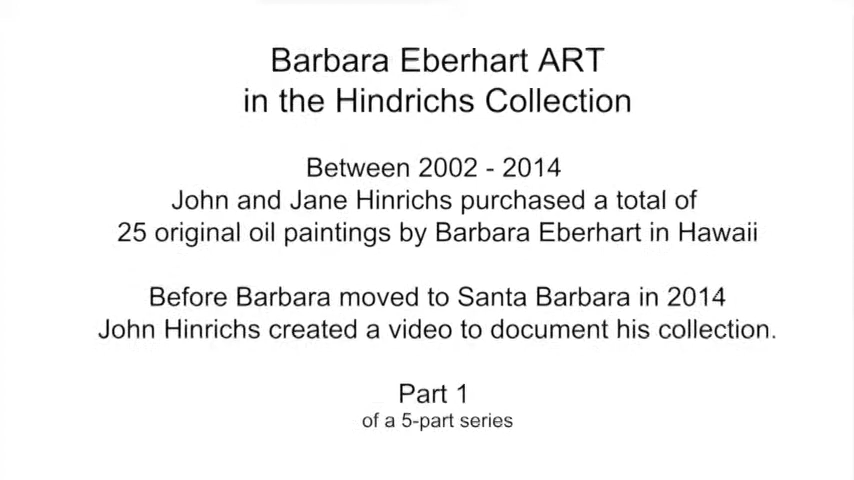 Barbara Eberhart ART
in the Hindrichs Collection
Between 2002 - 2014
John and Jane Hinrichs purchased a total of
25 original oil paintings by Barbara Eberhart in Hawaii
Before Barbara moved to Santa Barbara in 2014
John Hinrichs created a video to document his collection.
Part 1
of a 5-part series